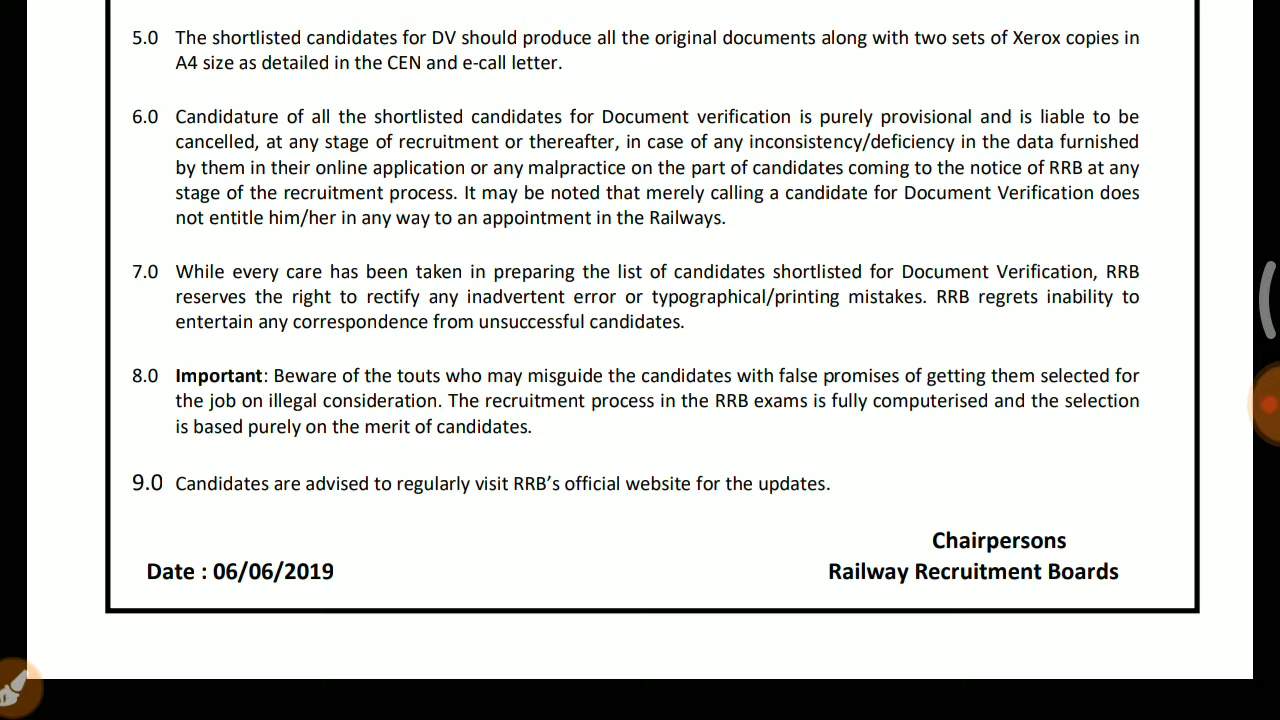 5.0 The shortlisted candidates for DV should produce all the original documents along with two sets of Xerox copies in
A4 size as detailed in the CEN and e-call letter.
6.0 Candidature of all the shortlisted candidates for Document verification is purely provisional and is liable to be
cancelled, at any stage of recruitment or thereafter, in case of any inconsistency/deficiency in the data furnished
by them in their online application or any malpractice on the part of candidates coming to the notice of RRB at any
stage of the recruitment process. It may be noted that merely calling a candidate for Document Verification does
not entitle him/her in any way to an appointment in the Railways.
7.0 While every care has been taken in preparing the list of candidates shortlisted for Document Verification, RRB
reserves the right to rectify any inadvertent error or typographical/printing mistakes. RRB regrets inability to
entertain any correspondence from unsuccessful candidates.
8.0 Important: Beware of the touts who may misguide the candidates with false promises of getting them selected for
the job on illegal consideration. The recruitment process in the RRB exams is fully computerised and the selection
is based purely on the merit of candidates.
9.0 Candidates are advised to regularly visit RRB’s official website for the updates.
Chairpersons
Date : 06/06/2019 Railway Recruitment Boards